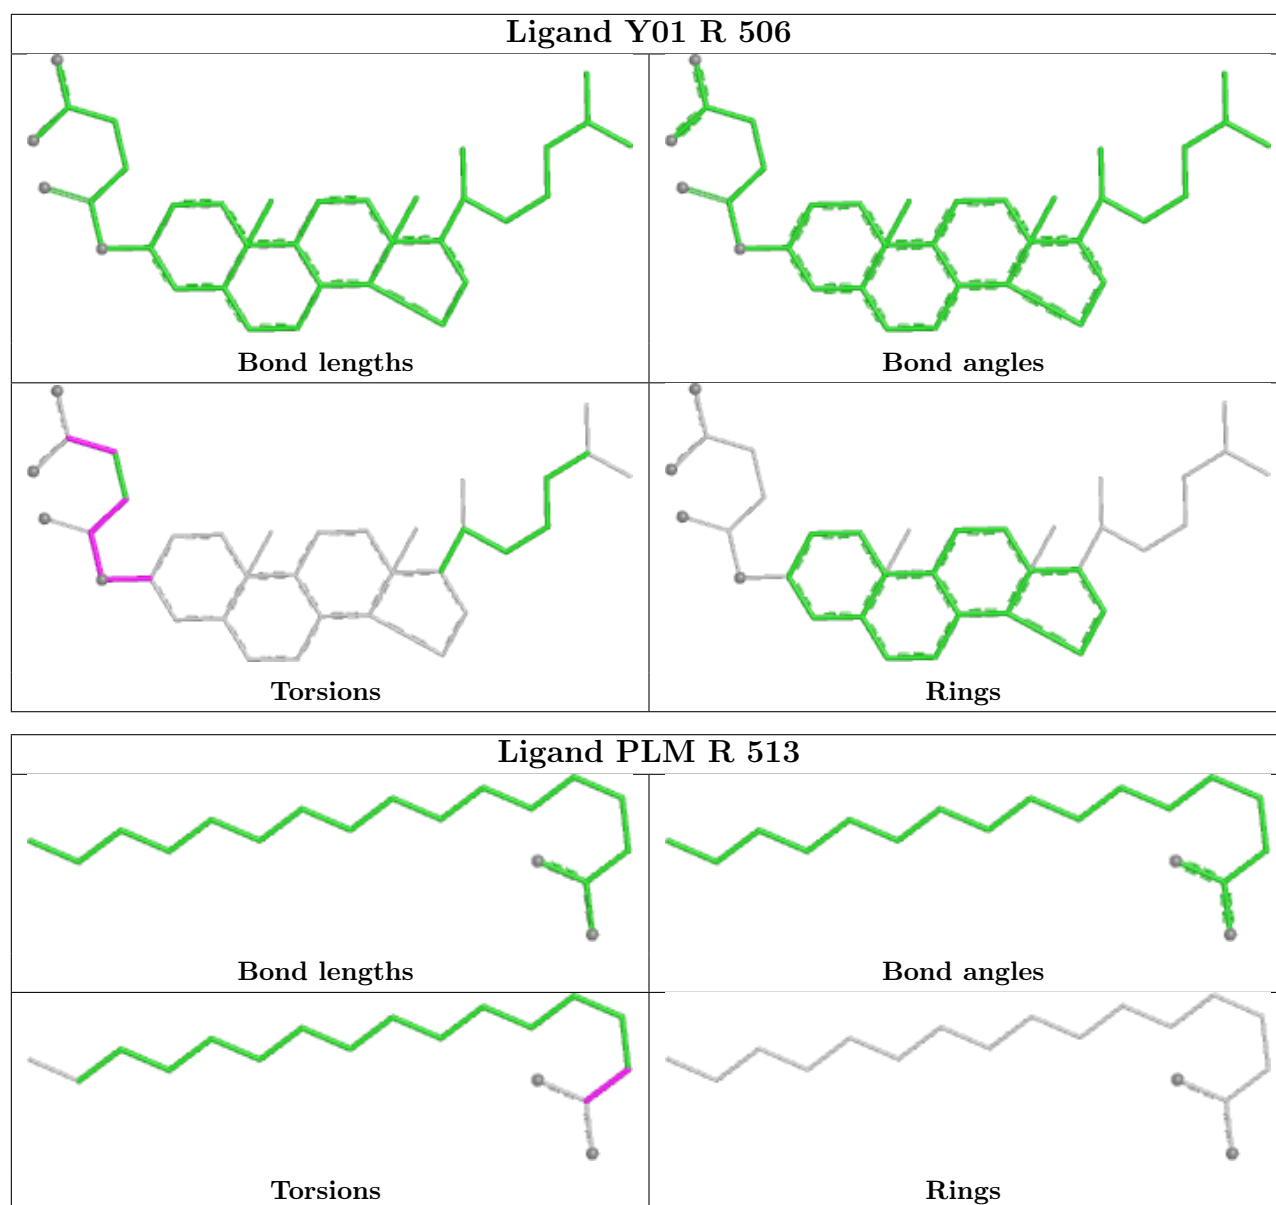 Ligand Y01 R 506
Bond lengths
Bond angles
Torsions
Rings
Ligand PLM R 513
Bond lengths
Bond angles
Torsions
Rings